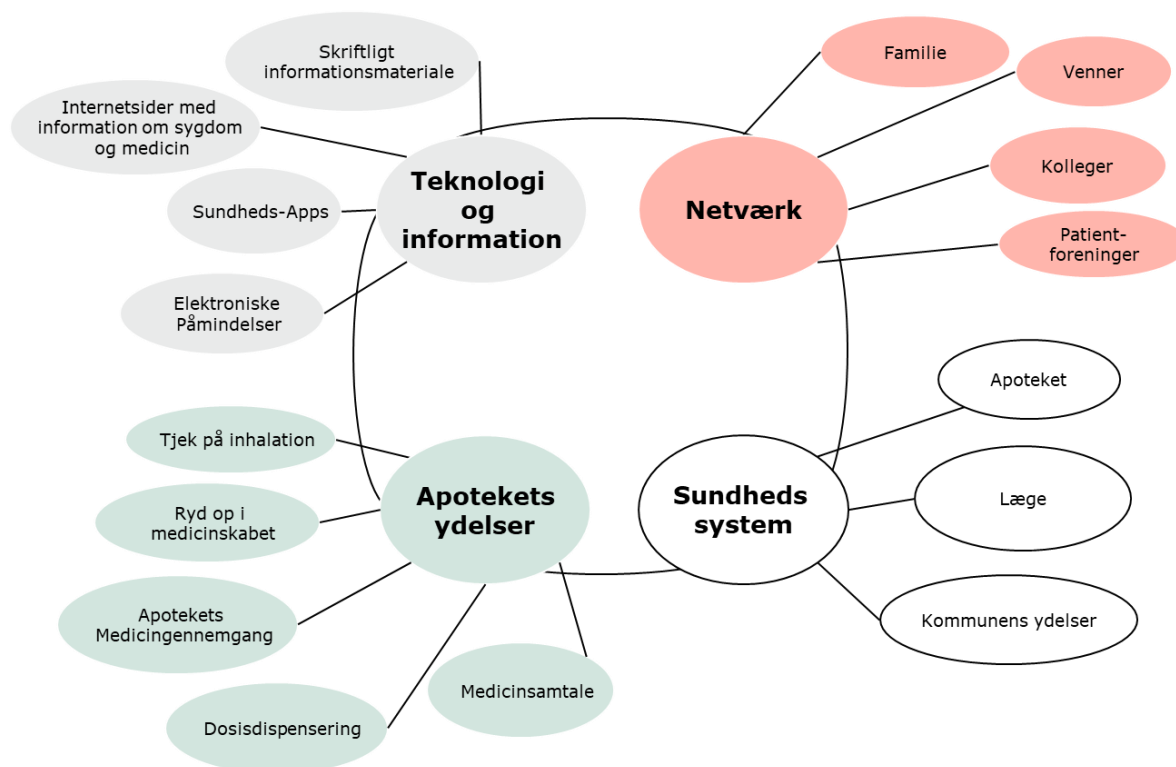 Skriftligt
informationsmateriale
Internetsider med
information om sygdom
og medicin
Sundheds-Apps
Elektroniske
Påmindelser
Teknologi
og
information
Netværk
Familie
Venner
Kolleger
Patient-
foreninger
Tjek på inhalation
Ryd op i
medicinskabet
Apotekets
Medicingennemgang
Dosisdispensering
Medicinsamtale
Apotekets
ydelser
Sundheds
system
Apoteket
Læge
Kommunens ydelser